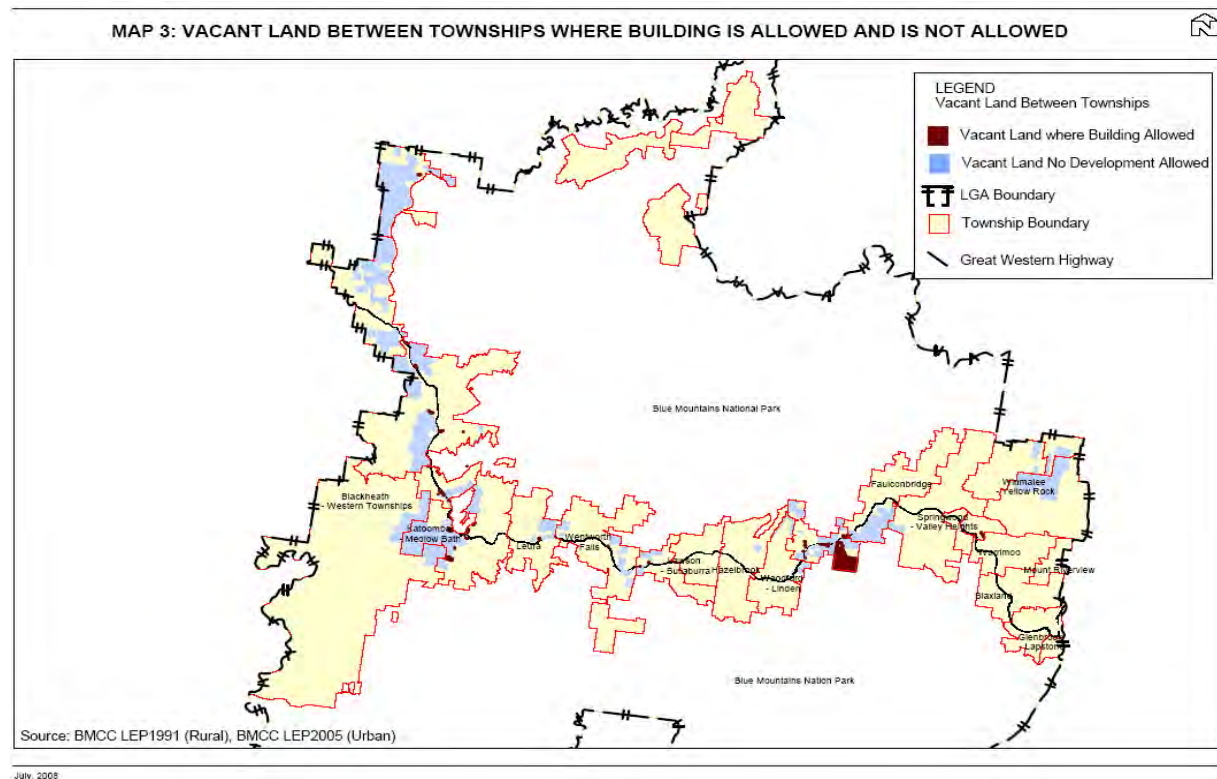 MAP 3: VACANT LAND BETWEEN TOWNSHIPS WHERE BUILDING IS ALLOWED AND IS NOT ALLOWED
LEGEND
Vacant Land Between Townships
Vacant Land where Building Allowed
Vacant Land No Development Allowed
LGA Boundary
Township Boundary
Great Western Highway
Blue Mountains National Park
Blackheath
- Western Townships
Katoomba
- Medlow Bath
Leura
Wentworth
Falls
Lawson
- Bullaburra
Hazelbrook
Woodford
- Linden
Faulconbridge
Winmalee
- Yellow Rock
Springwood
- Valley Heights
Warrimoo
Mount Riverview
Blaxland
Glenbrook
- Lapstone
Blue Mountains Nation Park
Source: BMCC LEP1991 (Rural), BMCC LEP2005 (Urban)
July, 2008